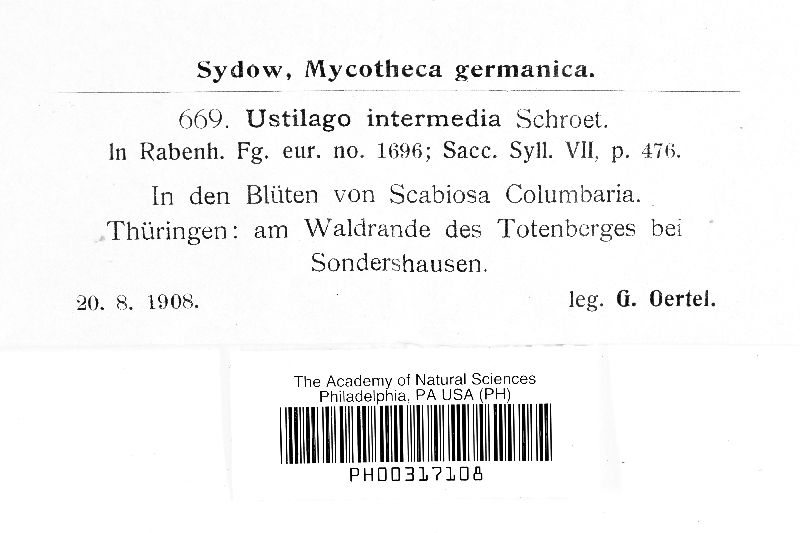 Sydow, Mycotheca germanica.
669. Ustilago intermedia Schroet.
In Rabenh. Fg. eur. no. 1696; Sacc. Syll. VII, p. 476.
In den Blüten von Scabiosa Columbaria.
Thüringen: am Waldrande des Totenberges bei
Sondershausen.
20. 8. 1908. leg. G. Oertel.
The Academy of Natural Sciences
Philadelphia, PA USA (PH)
PH00317108